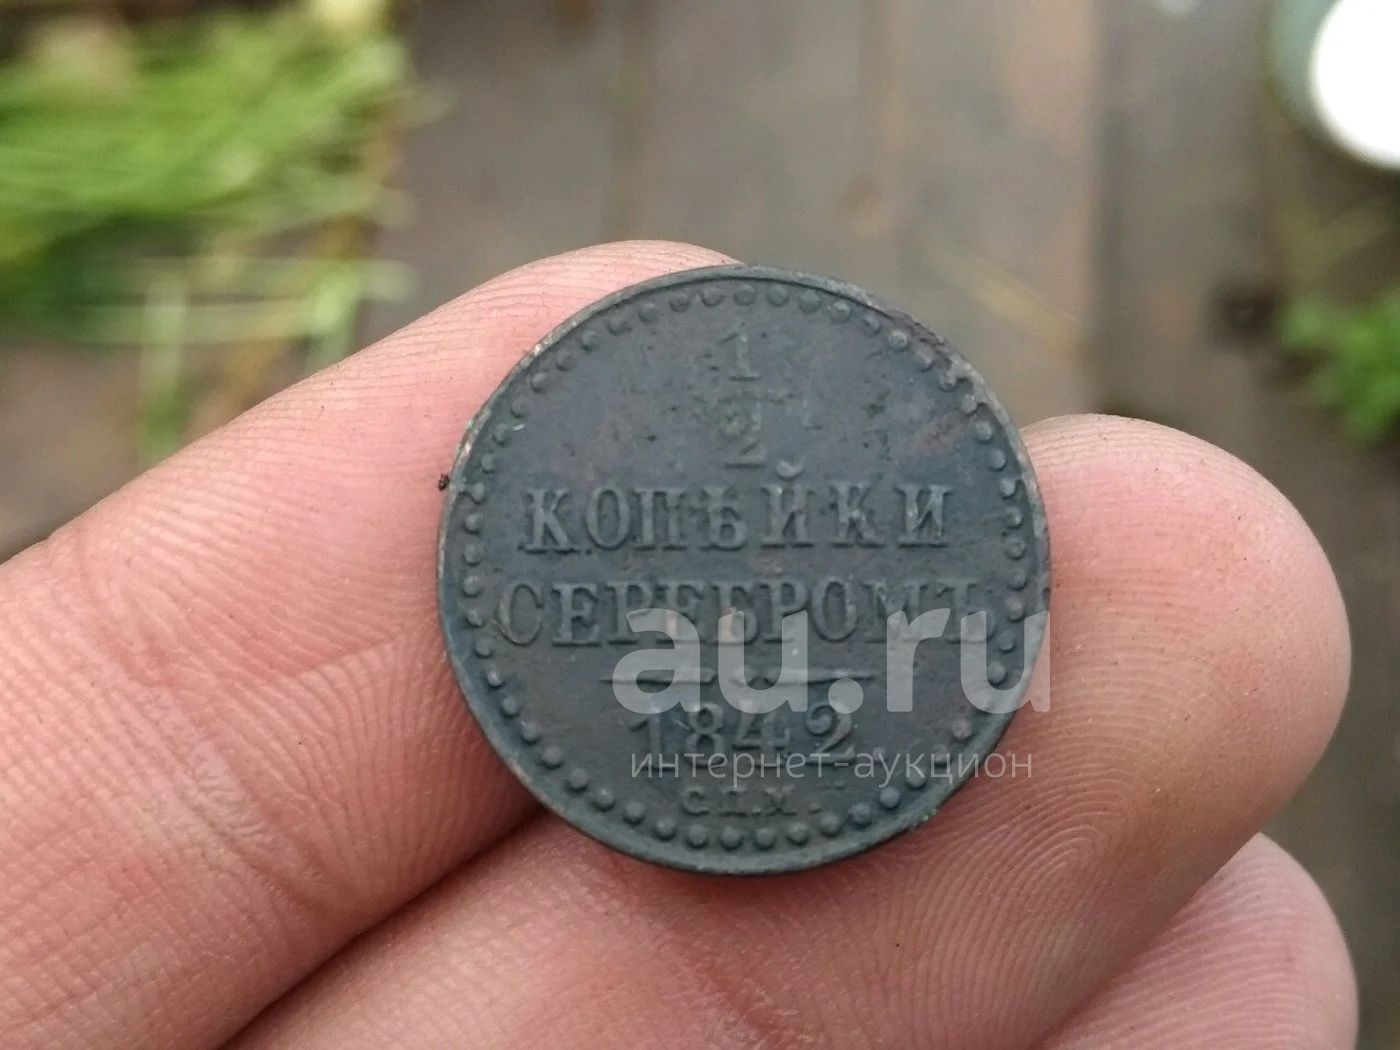 1
2
КОПѢЙКИ
СЕРЕБРОМЪ
au.ru
1842
интернет-аукцион
С.П.М.